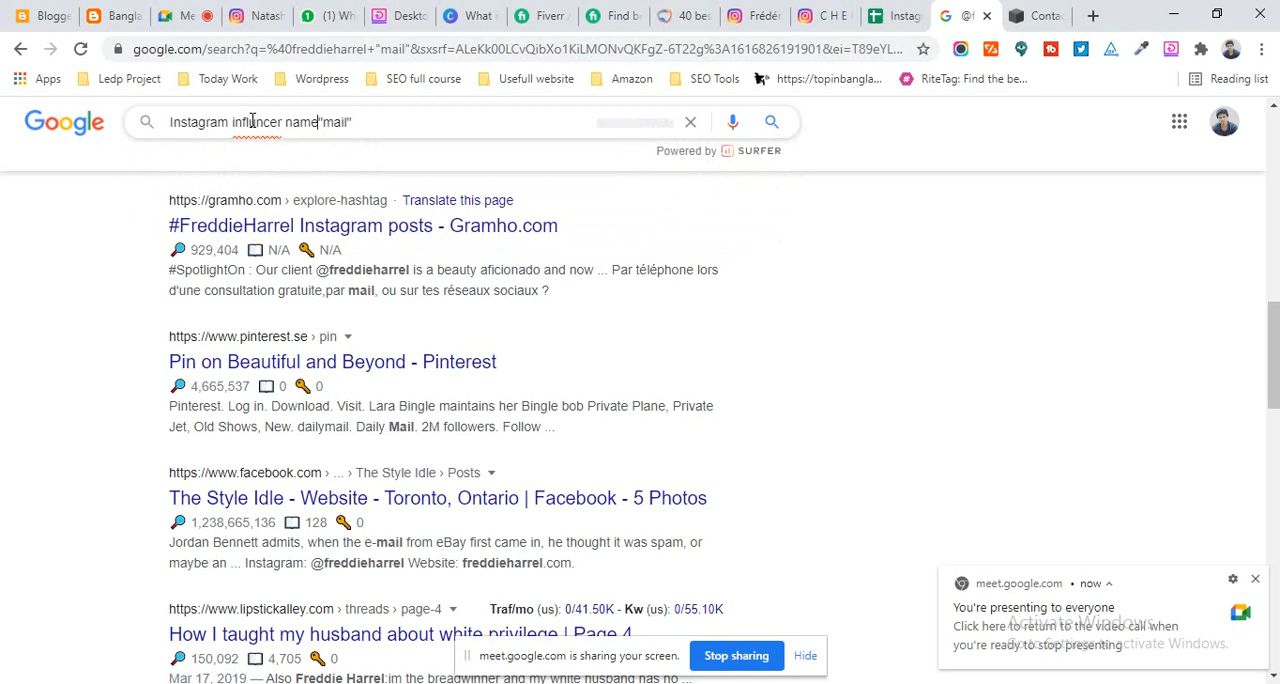 Blogge
Bangla
Me
Natash
(1) Wh
Deskto
What
Fiverr
Find b
40 bes
Frédér
C H E
Instag
@f
Conta
google.com/search?q=%40freddieharrel+"mail"&sxsrf=ALeKk00LCvQibXo1KiLMONvQKFgZ-6T22g%3A1616826191901&ei=T89eYL...
Apps
Ledp Project
Today Work
Wordpress
SEO full course
Usefull website
Amazon
SEO Tools
https://topinbangla...
RiteTag: Find the be...
Reading list
Google
Instagram influencer name"mail"
Powered by SURFER
https://gramho.com › explore-hashtag · Translate this page
#FreddieHarrel Instagram posts - Gramho.com
929,404 N/A N/A
#SpotlightOn : Our client @freddieharrel is a beauty aficionado and now ... Par téléphone lors
d'une consultation gratuite,par mail, ou sur tes réseaux sociaux ?
https://www.pinterest.se › pin
Pin on Beautiful and Beyond - Pinterest
4,665,537 0 0
Pinterest. Log in. Download. Visit. Lara Bingle maintains her Bingle bob Private Plane, Private
Jet, Old Shows, New. dailymail. Daily Mail. 2M followers. Follow ...
https://www.facebook.com › ... › The Style Idle › Posts
The Style Idle - Website - Toronto, Ontario | Facebook - 5 Photos
1,238,665,136 128 0
Jordan Bennett admits, when the e-mail from eBay first came in, he thought it was spam, or
maybe an ... Instagram: @freddieharrel Website: freddieharrel.com.
https://www.lipstickalley.com › threads › page-4 Traf/mo (us): 0/41.50K - Kw (us): 0/55.10K
How I taught my husband about white privilege | Page 4
150,092 4,705 0
Mar 17, 2019 — Also Freddie Harrel:im the breadwinner and my white husband has no ...
meet.google.com is sharing your screen.
Stop sharing
Hide
meet.google.com • now
You're presenting to everyone
Click here to return to the video call when
you're ready to stop presenting
Activate Windows
Go to Settings to activate Windows.